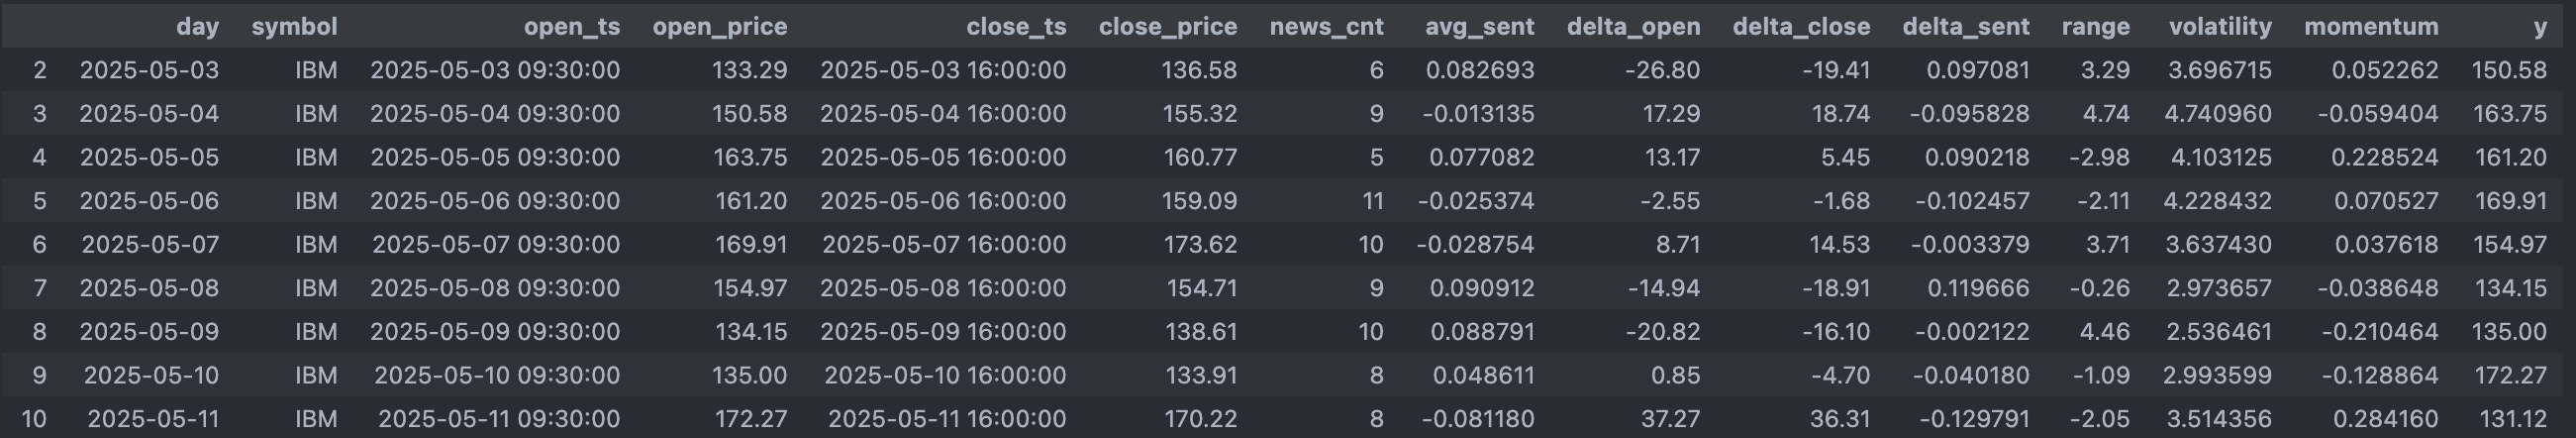 day symbol open_ts open_price close_ts close_price news_cnt avg_sent delta_open delta_close delta_sent range volatility momentum y
2 2025-05-03 IBM 2025-05-03 09:30:00 133.29 2025-05-03 16:00:00 136.58 6 0.082693 -26.80 -19.41 0.097081 3.29 3.696715 0.052262 150.58
3 2025-05-04 IBM 2025-05-04 09:30:00 150.58 2025-05-04 16:00:00 155.32 9 -0.013135 17.29 18.74 -0.095828 4.74 4.740960 -0.059404 163.75
4 2025-05-05 IBM 2025-05-05 09:30:00 163.75 2025-05-05 16:00:00 160.77 5 0.077082 13.17 5.45 0.090218 -2.98 4.103125 0.228524 161.20
5 2025-05-06 IBM 2025-05-06 09:30:00 161.20 2025-05-06 16:00:00 159.09 11 -0.025374 -2.55 -1.68 -0.102457 -2.11 4.228432 0.070527 169.91
6 2025-05-07 IBM 2025-05-07 09:30:00 169.91 2025-05-07 16:00:00 173.62 10 -0.028754 8.71 14.53 -0.003379 3.71 3.637430 0.037618 154.97
7 2025-05-08 IBM 2025-05-08 09:30:00 154.97 2025-05-08 16:00:00 154.71 9 0.090912 -14.94 -18.91 0.119666 -0.26 2.973657 -0.038648 134.15
8 2025-05-09 IBM 2025-05-09 09:30:00 134.15 2025-05-09 16:00:00 138.61 10 0.088791 -20.82 -16.10 -0.002122 4.46 2.536461 -0.210464 135.00
9 2025-05-10 IBM 2025-05-10 09:30:00 135.00 2025-05-10 16:00:00 133.91 8 0.048611 0.85 -4.70 -0.040180 -1.09 2.993599 -0.128864 172.27
10 2025-05-11 IBM 2025-05-11 09:30:00 172.27 2025-05-11 16:00:00 170.22 8 -0.081180 37.27 36.31 -0.129791 -2.05 3.514356 0.284160 131.12